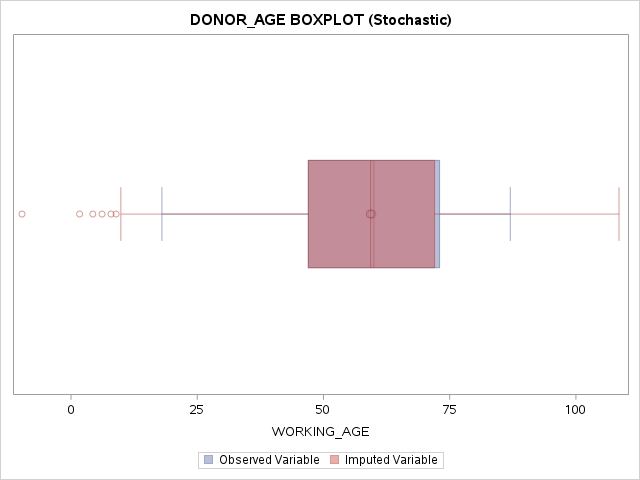 DONOR_AGE BOXPLOT (Stochastic)
0 25 50 75 100
WORKING_AGE
Observed Variable Imputed Variable